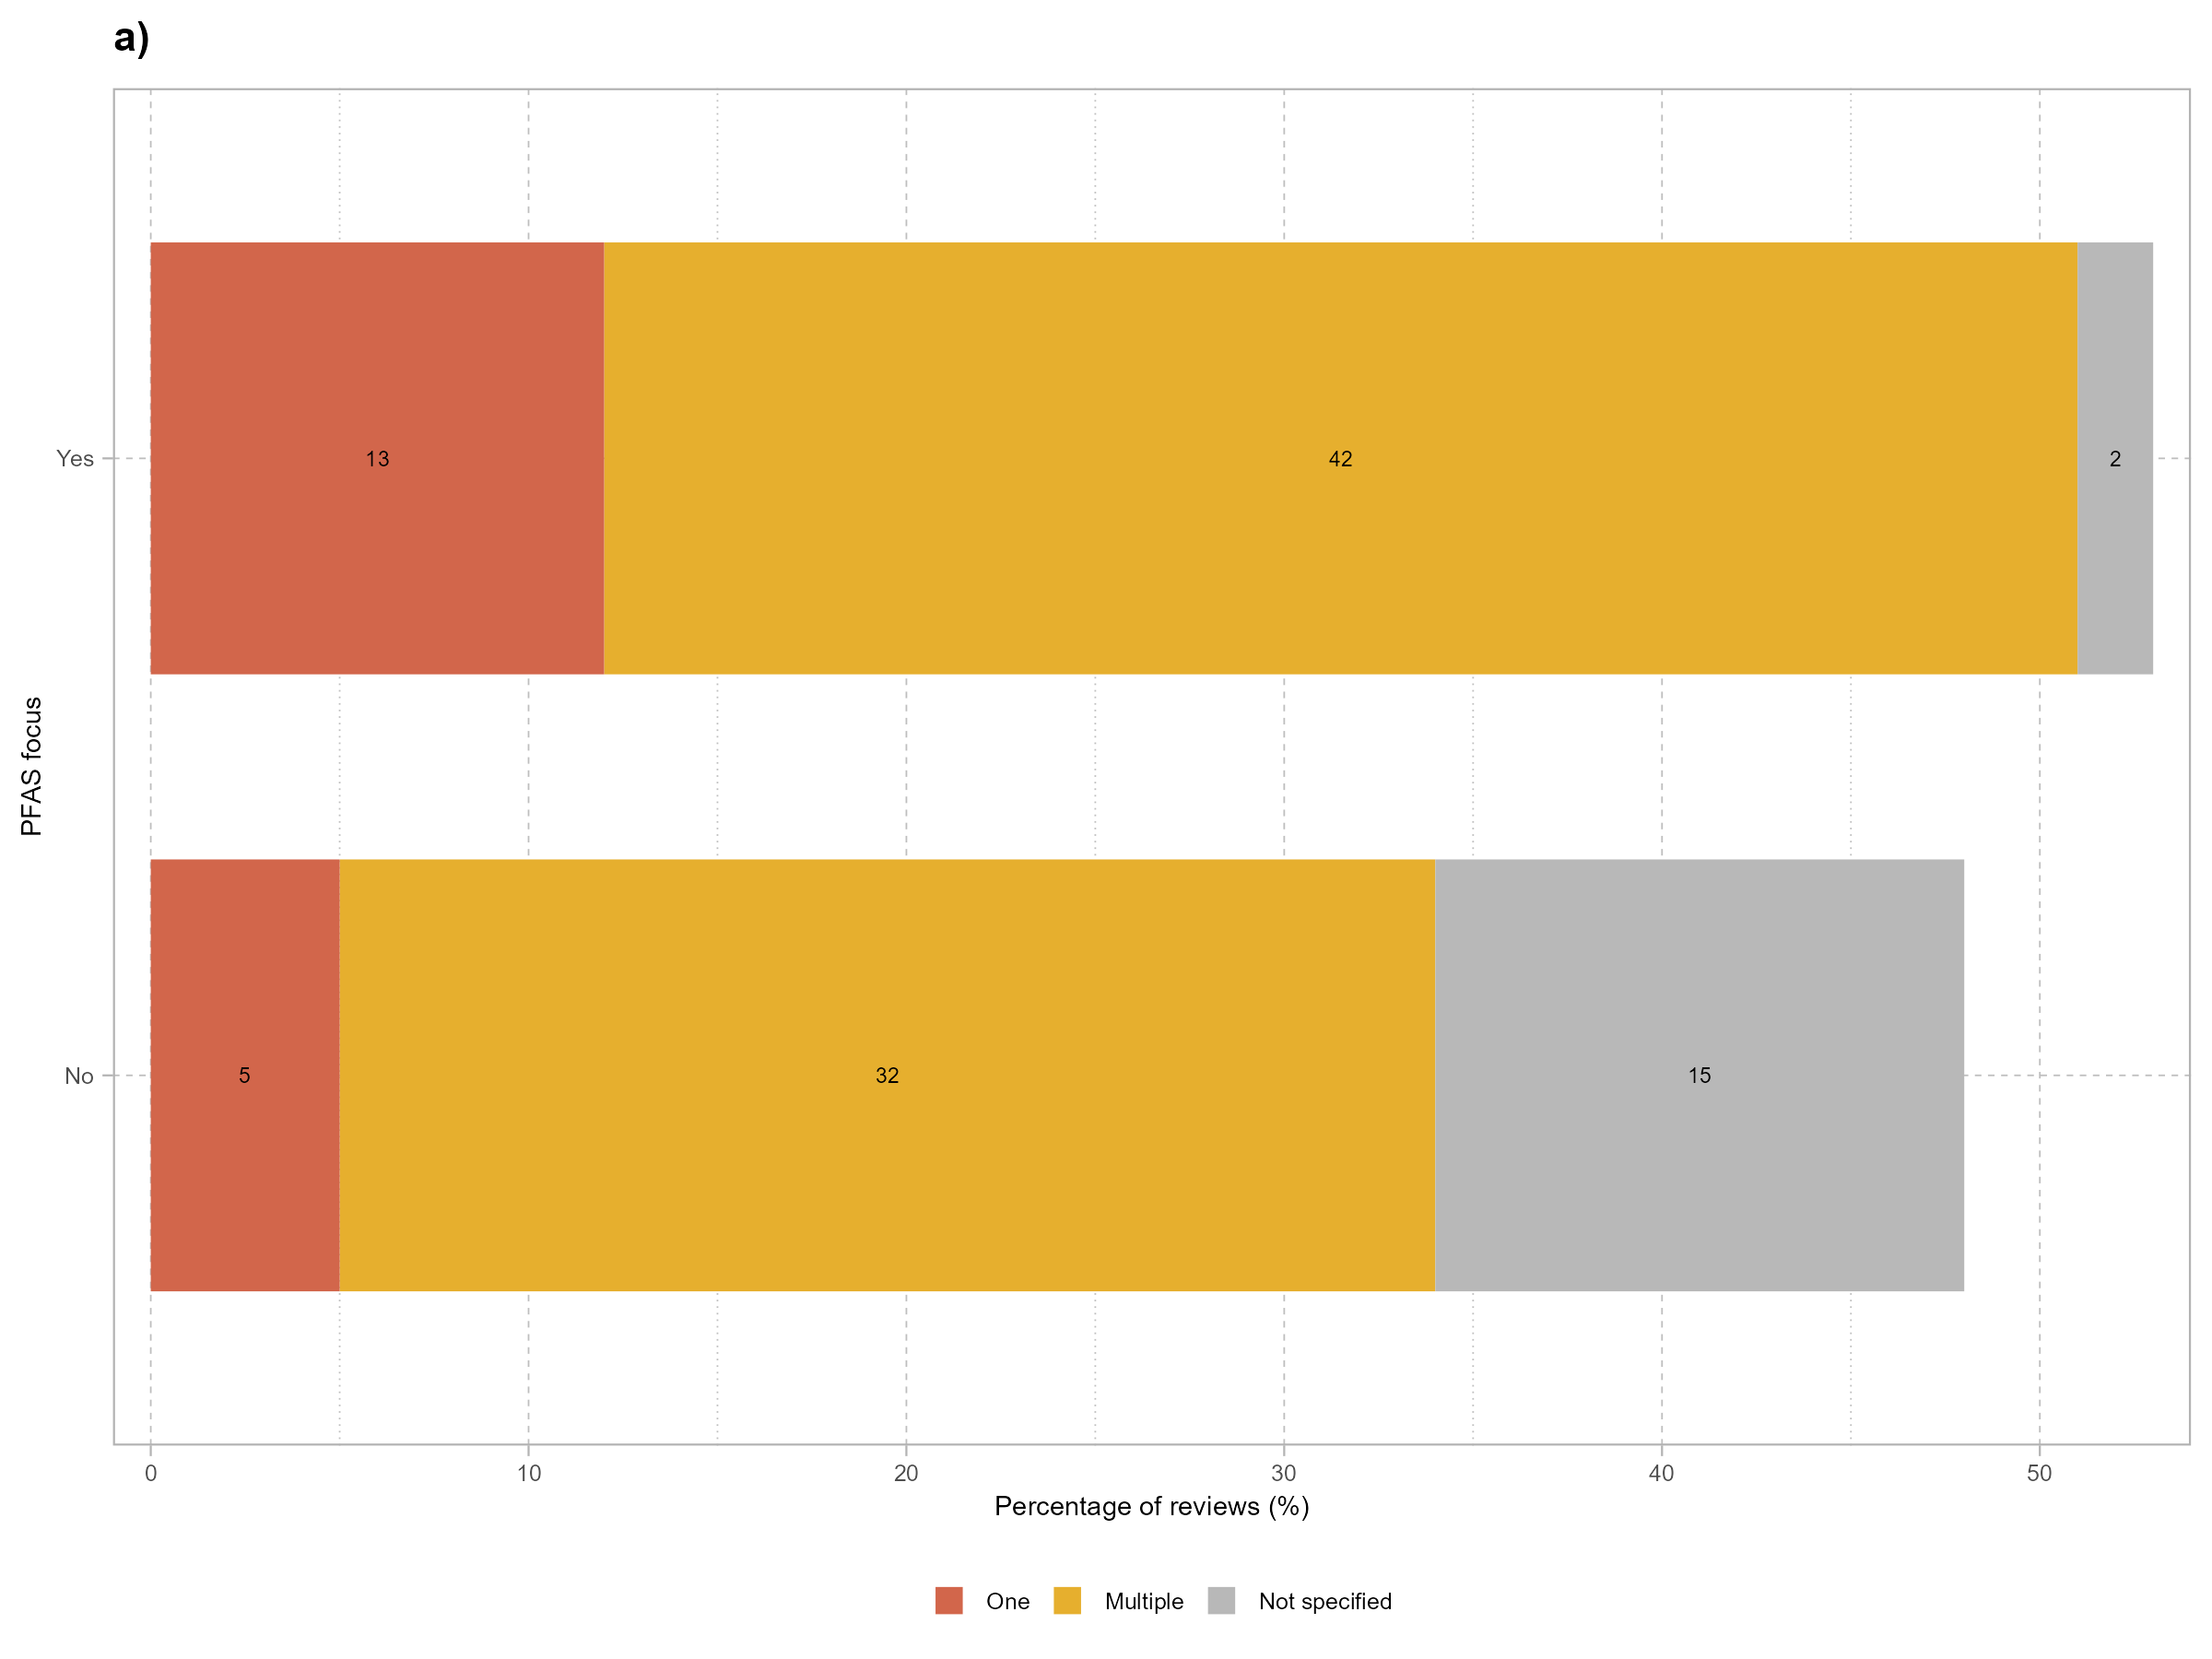 a)
PFAS focus
Yes
13
42
2
No
5
32
15
0 10 20 30 40 50
Percentage of reviews (%)
One Multiple Not specified